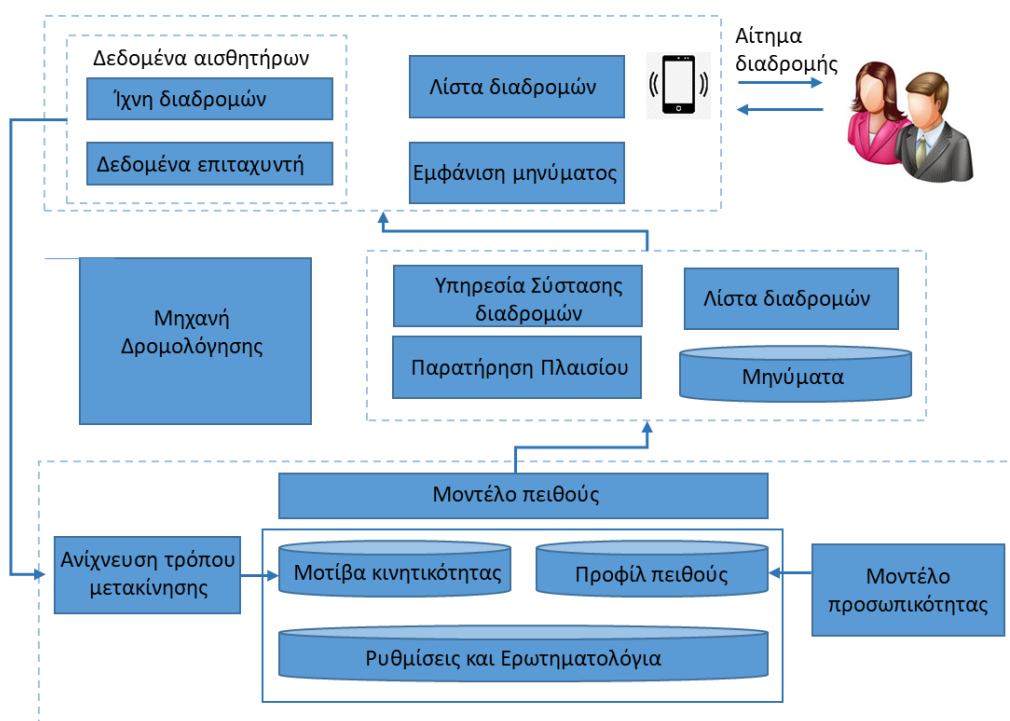 Δεδομένα αισθητήρων
Ίχνη διαδρομών
Δεδομένα επιταχυντή
Λίστα διαδρομών
Εμφάνιση μηνύματος
Αίτημα
διαδρομής
Μηχανή
Δρομολόγησης
Υπηρεσία Σύστασης
διαδρομών
Παρατήρηση Πλαισίου
Λίστα διαδρομών
Μηνύματα
Μοντέλο πειθούς
Ανίχνευση τρόπου
μετακίνησης
Μοτίβα κινητικότητας
Προφίλ πειθούς
Μοντέλο
προσωπικότητας
Ρυθμίσεις και Ερωτηματολόγια